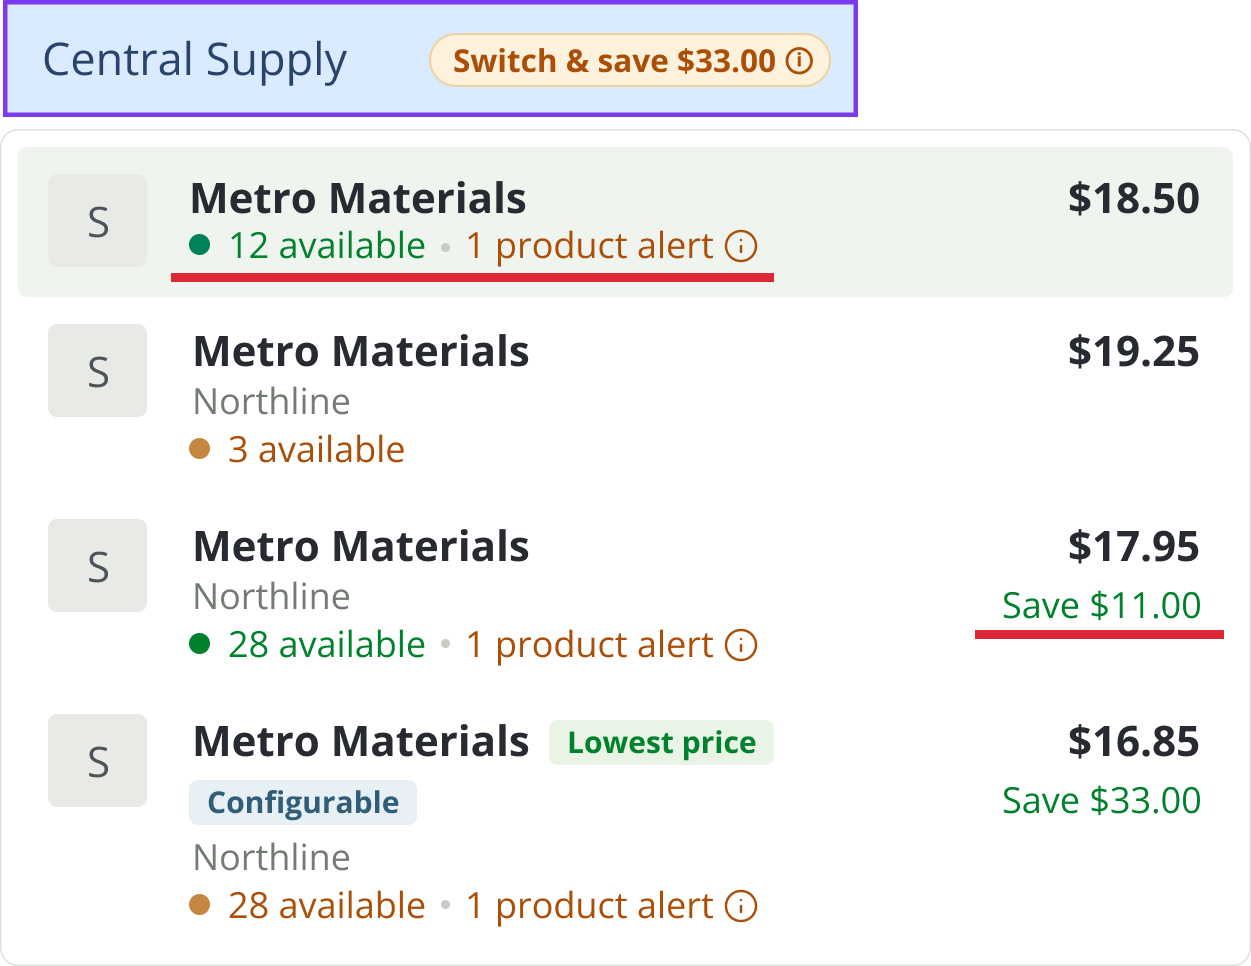 Central Supply Switch & save $33.00
S Metro Materials $18.50
12 available • 1 product alert
S Metro Materials $19.25
Northline
3 available
S Metro Materials $17.95
Northline Save $11.00
28 available • 1 product alert
S Metro Materials Lowest price $16.85
Configurable Save $33.00
Northline
28 available • 1 product alert